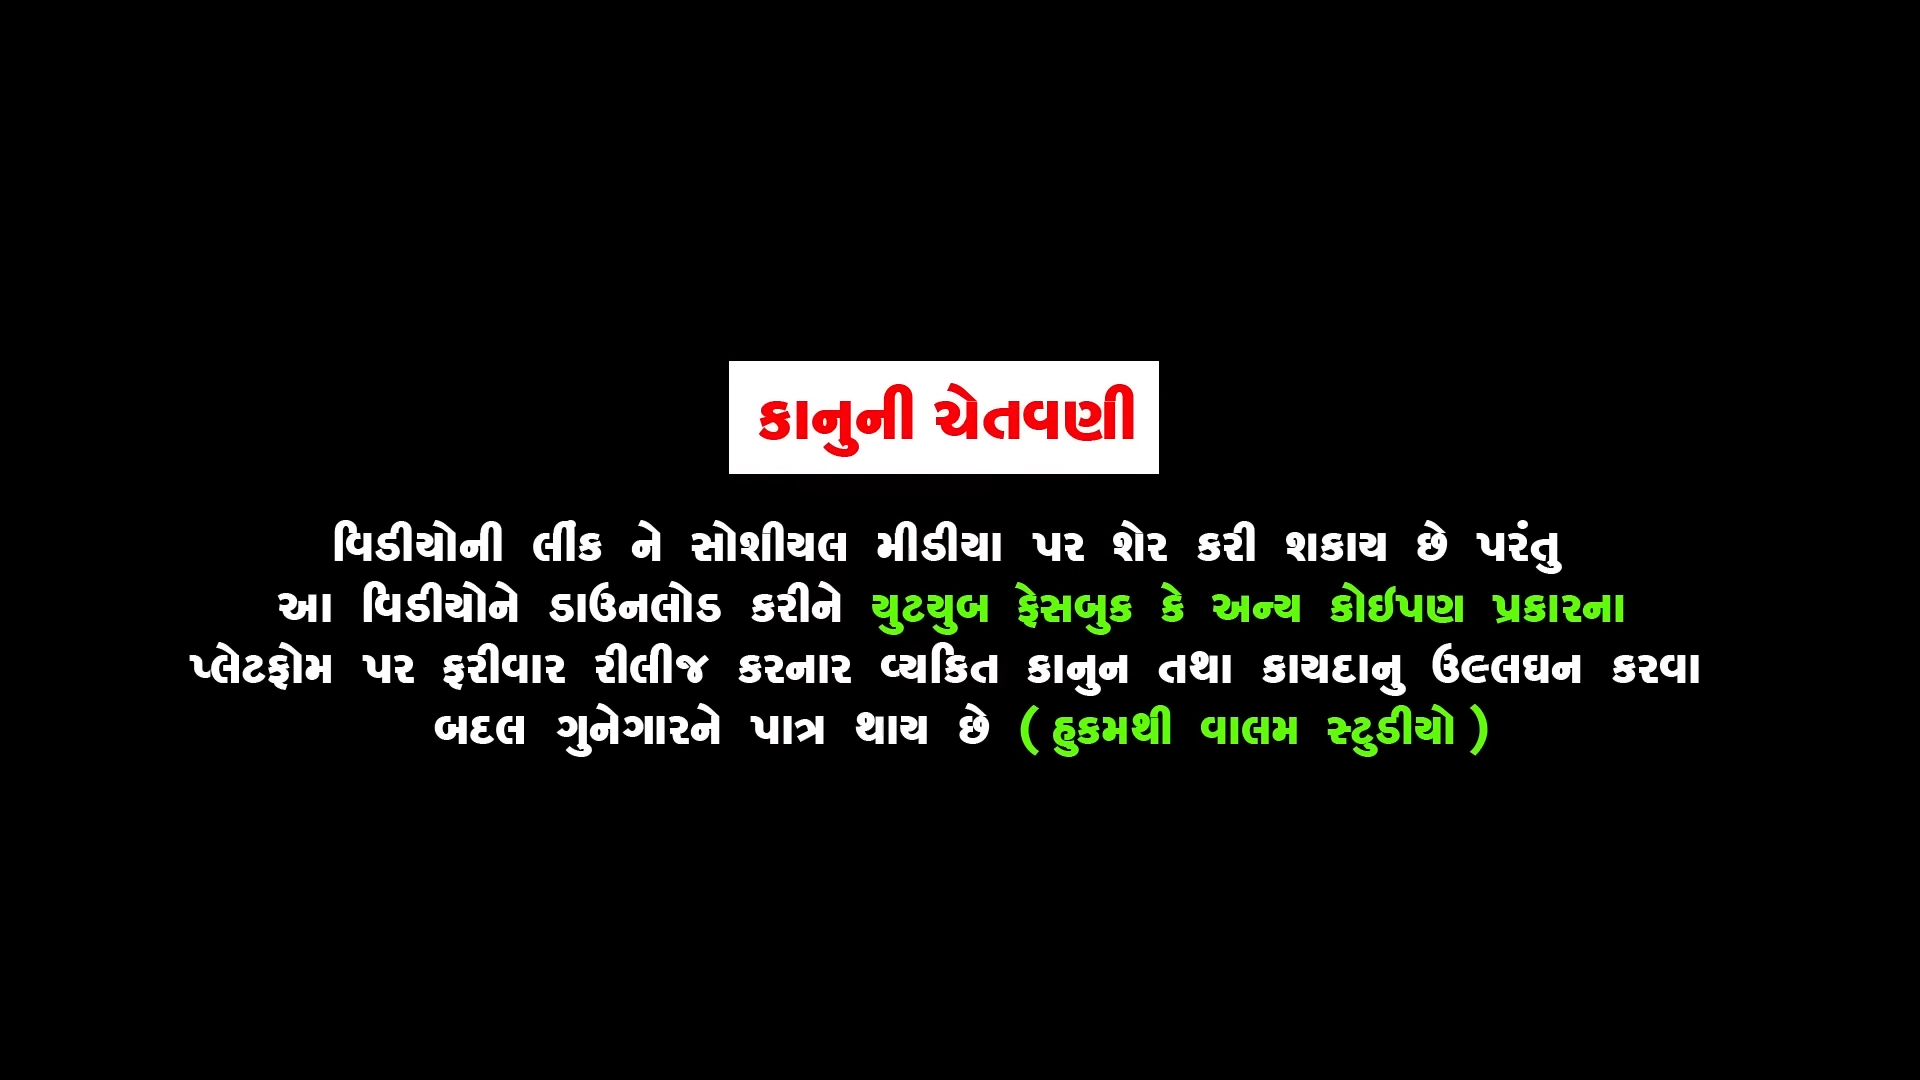 કાનુની ચેતવણી
વિડીયોની લીંક ને સોશીયલ મીડીયા પર શેર કરી શકાય છે પરંતુ
આ વિડીયોને ડાઉનલોડ કરીને યુટયુબ ફેસબુક કે અન્ય કોઇપણ પ્રકારના
પ્લેટફોમ પર ફરીવાર રીલીજ કરનાર વ્યકિત કાનુન તથા કાયદાનુ ઉલ્લઘન કરવા
બદલ ગુનેગારને પાત્ર થાય છે ( હુકમથી વાલમ સ્ટુડીયો )